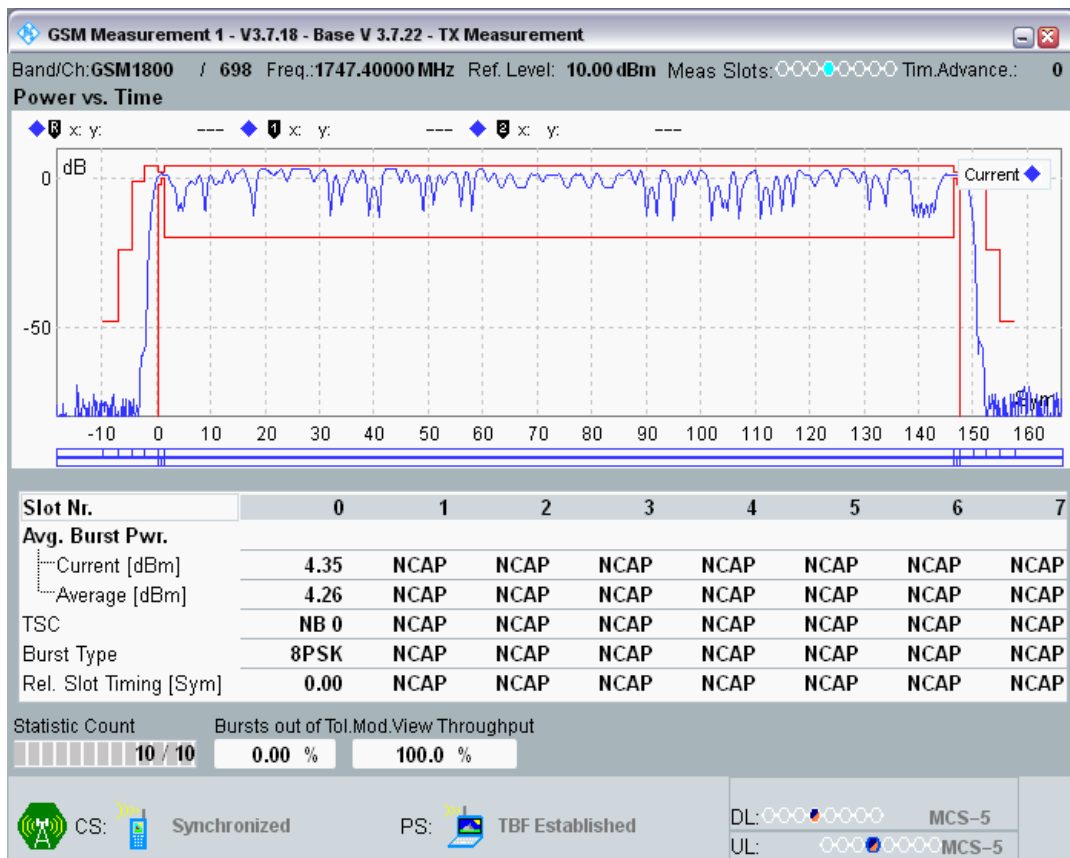 GSM Measurement 1 - V3.7.18 - Base V 3.7.22 - TX Measurement
Band/Ch:GSM1800 / 698 Freq.:1747.40000 MHz Ref. Level: 10.00 dBm Meas Slots: Tim.Advance.: 0
Power vs. Time
R x: y: --- 1 x: y: --- 2 x: y: ---
dB
Current
0
-50
Sym
-10 0 10 20 30 40 50 60 70 80 90 100 110 120 130 140 150 160
Slot Nr. 0 1 2 3 4 5 6 7
Avg. Burst Pwr.
Current [dBm] 4.35 NCAP NCAP NCAP NCAP NCAP NCAP NCAP
Average [dBm] 4.26 NCAP NCAP NCAP NCAP NCAP NCAP NCAP
TSC NB 0 NCAP NCAP NCAP NCAP NCAP NCAP NCAP
Burst Type 8PSK NCAP NCAP NCAP NCAP NCAP NCAP NCAP
Rel. Slot Timing [Sym] 0.00 NCAP NCAP NCAP NCAP NCAP NCAP NCAP
Statistic Count Bursts out of Tol.Mod.View Throughput
10 / 10 0.00 % 100.0 %
CS: Synchronized PS: TBF Established
DL: MCS-5
UL: MCS-5